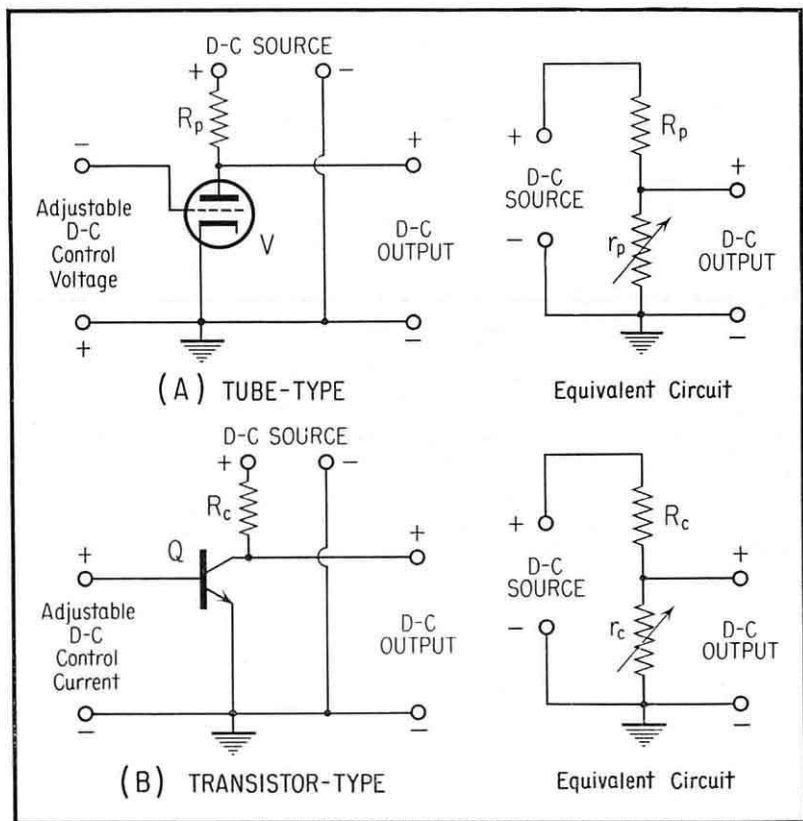 D-C SOURCE
+ -
Rp
-
+
Adjustable
D-C
Control
Voltage
V
D-C
OUTPUT
+
-
(A) TUBE-TYPE
+
D-C
SOURCE
-
Rp
+
rp
D-C
OUTPUT
-
Equivalent Circuit
D-C SOURCE
+ -
Rc
Q
+
+
Adjustable
D-C
Control
Current
D-C
OUTPUT
-
-
(B) TRANSISTOR-TYPE
+
D-C
SOURCE
-
Rc
+
rc
D-C
OUTPUT
-
Equivalent Circuit